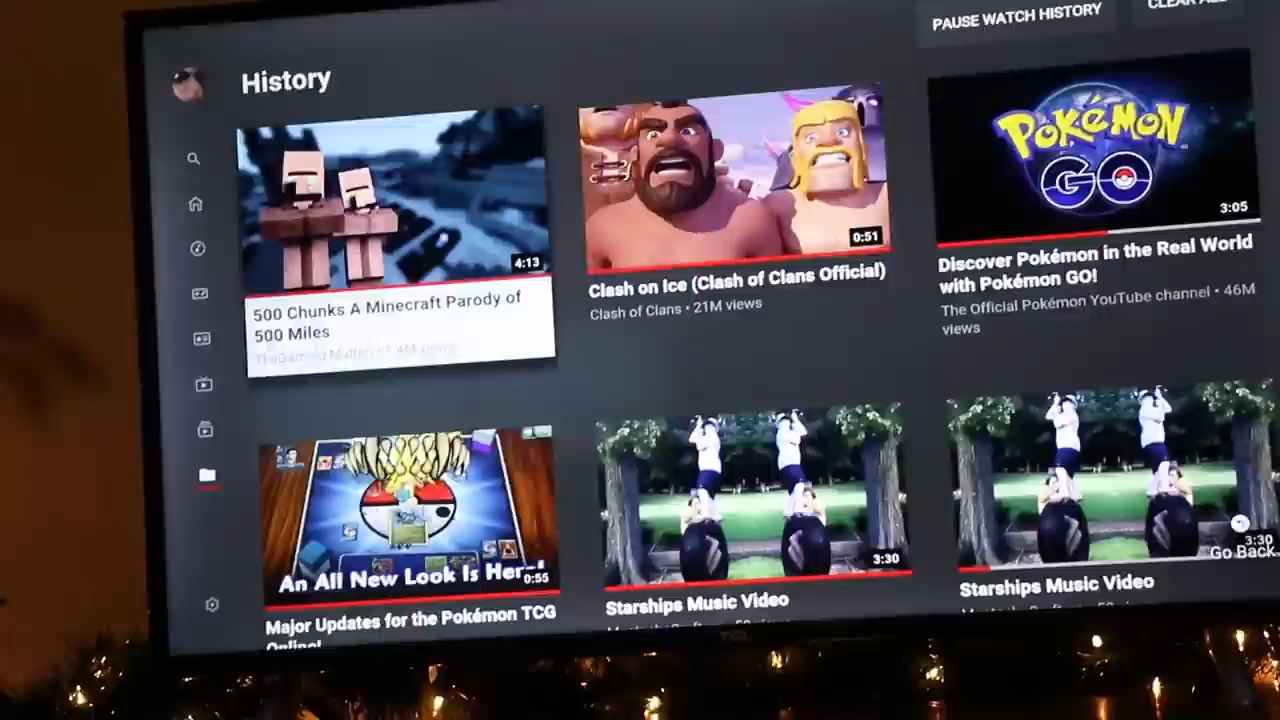 PAUSE WATCH HISTORY
CLEAR ALL
History
POKéMON
GO
4:13
0:51
3:05
500 Chunks A Minecraft Parody of
500 Miles
Clash on Ice (Clash of Clans Official)
Clash of Clans • 21M views
Discover Pokémon in the Real World
with Pokémon GO!
The Official Pokémon YouTube channel • 46M
views
An All New Look Is Here!
0:55
3:30
3:30
Go Back
Major Updates for the Pokémon TCG
Online!
Starships Music Video
Starships Music Video
TCL